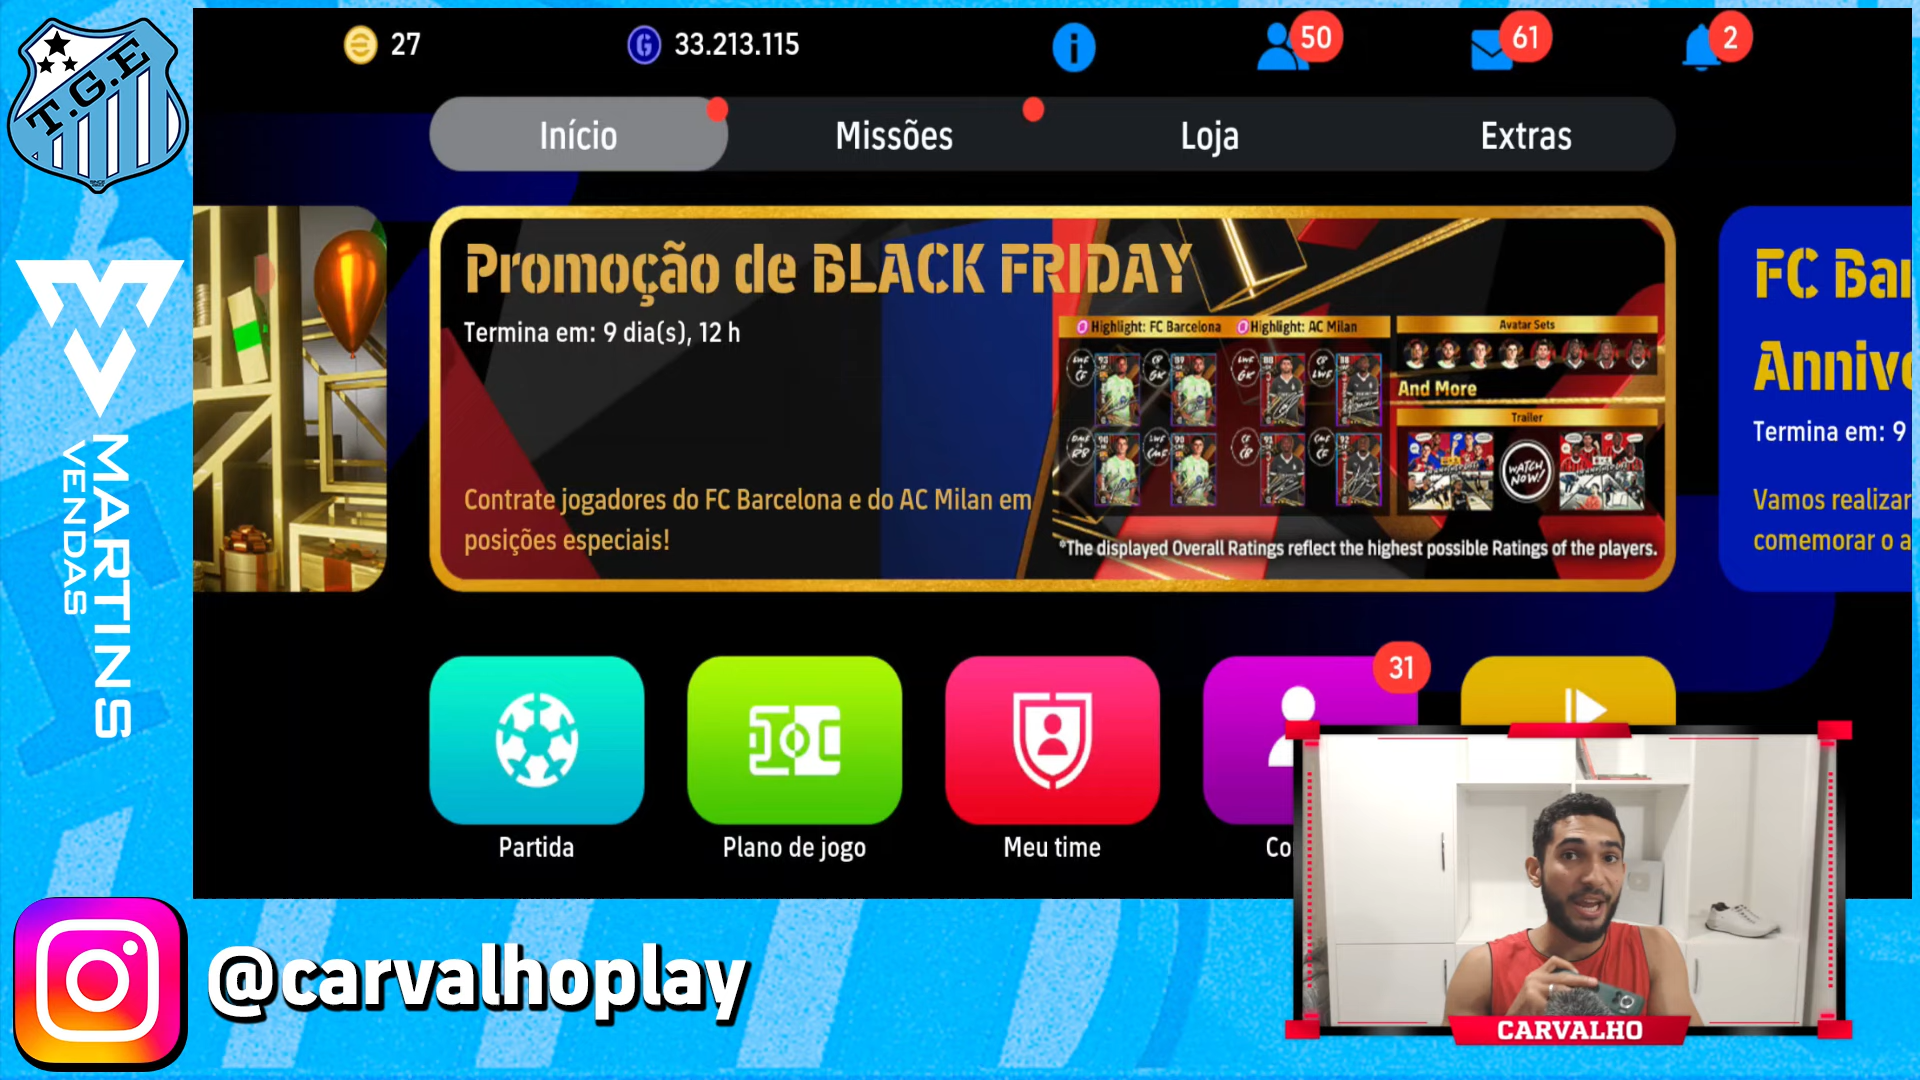 27
33.213.115
50
61
2
Início
Missões
Loja
Extras
Promoção de BLACK FRIDAY
Termina em: 9 dia(s), 12 h
Contrate jogadores do FC Barcelona e do AC Milan em
posições especiais!
Highlight: FC Barcelona
Highlight: AC Milan
Avatar Sets
And More
Trailer
WATCH
NOW!
*The displayed Overall Ratings reflect the highest possible Ratings of the players.
FC Bar
Anniv
Termina em: 9
Vamos realizar
comemorar o a
31
Partida
Plano de jogo
Meu time
Co
T.G.E
MARTINS
VENDAS
@carvalhoplay
CARVALHO